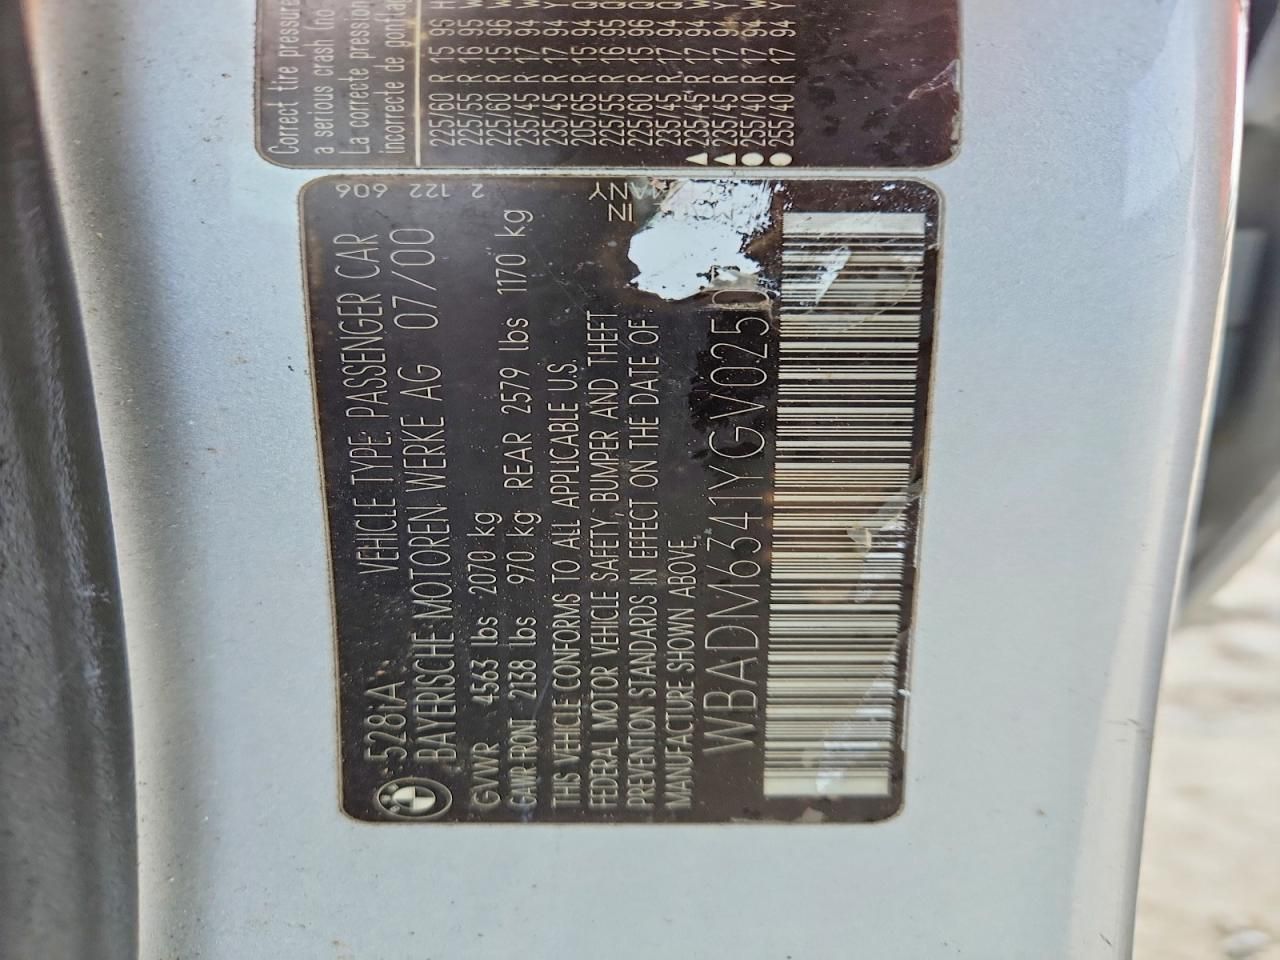 528iA VEHICLE TYPE: PASSENGER CAR
BAYERISCHE MOTOREN WERKE AG 07/00
GVWR 4563 lbs 2070 kg
GAWR FRONT 2138 lbs 970 kg REAR 2579 lbs 1170 kg
THIS VEHICLE CONFORMS TO ALL APPLICABLE U.S.
FEDERAL MOTOR VEHICLE SAFETY, BUMPER AND THEFT
PREVENTION STANDARDS IN EFFECT ON THE DATE OF
MANUFACTURE SHOWN ABOVE.
WBADM6341YGV025
606
122
2
Correct tire pressure
a serious crash (no
La correcte pression
incorrecte de gonfla
225/60 R 15 95 H
225/55 R 16 95
225/60 R 15 96 W
235/45 R 17 94 W
235/45 R 17 94 Y
205/65 R 15 94 Q
225/55 R 16 95 Q
225/60 R 15 96 Q
235/45 R 17 94 Q
235/45 R 17 94 W
235/45 R 17 94 Y
255/40 R 17 94 W
255/40 R 17 94 Y